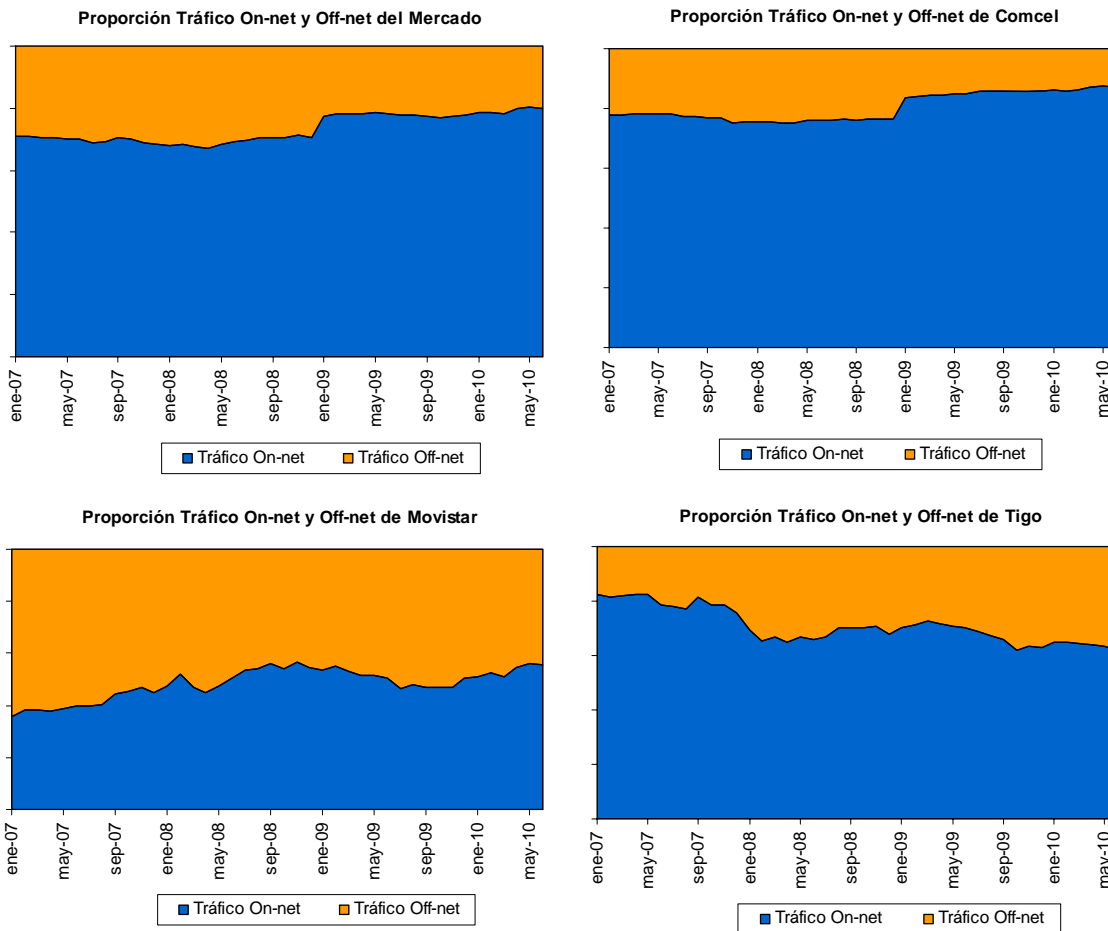 Proporción Tráfico On-net y Off-net del Mercado
ene-07
may-07
sep-07
ene-08
may-08
sep-08
ene-09
may-09
sep-09
ene-10
may-10
Tráfico On-net
Tráfico Off-net
Proporción Tráfico On-net y Off-net de Comcel
ene-07
may-07
sep-07
ene-08
may-08
sep-08
ene-09
may-09
sep-09
ene-10
may-10
Tráfico On-net
Tráfico Off-net
Proporción Tráfico On-net y Off-net de Movistar
ene-07
may-07
sep-07
ene-08
may-08
sep-08
ene-09
may-09
sep-09
ene-10
may-10
Tráfico On-net
Tráfico Off-net
Proporción Tráfico On-net y Off-net de Tigo
ene-07
may-07
sep-07
ene-08
may-08
sep-08
ene-09
may-09
sep-09
ene-10
may-10
Tráfico On-net
Tráfico Off-net